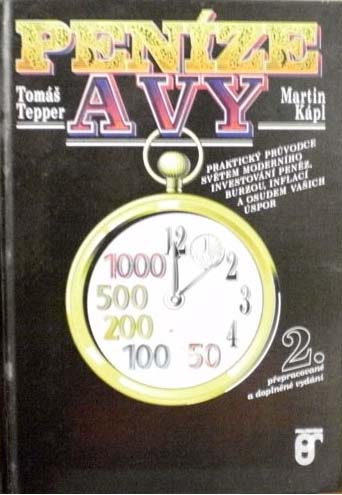 PENÍZE
A VY
Tomáš
Tepper
Martin
Kápl
PRAKTICKÝ PRŮVODCE
SVĚTEM MODERNÍHO
INVESTOVÁNÍ PENĚZ,
BURZOU, INFLACÍ
A OSUDEM VAŠICH
ÚSPOR
12
1000
2
500
3
200
4
100
50
2.
přepracované
a doplněné vydání